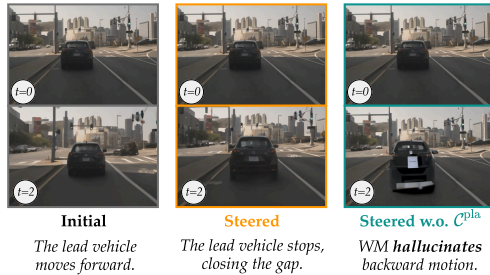 t=0
t=0
t=0
t=2
t=2
t=2
Initial
Steered
Steered w.o. 𝒞ᵖˡᵃ
The lead vehicle
moves forward.
The lead vehicle stops,
closing the gap.
WM hallucinates
backward motion.